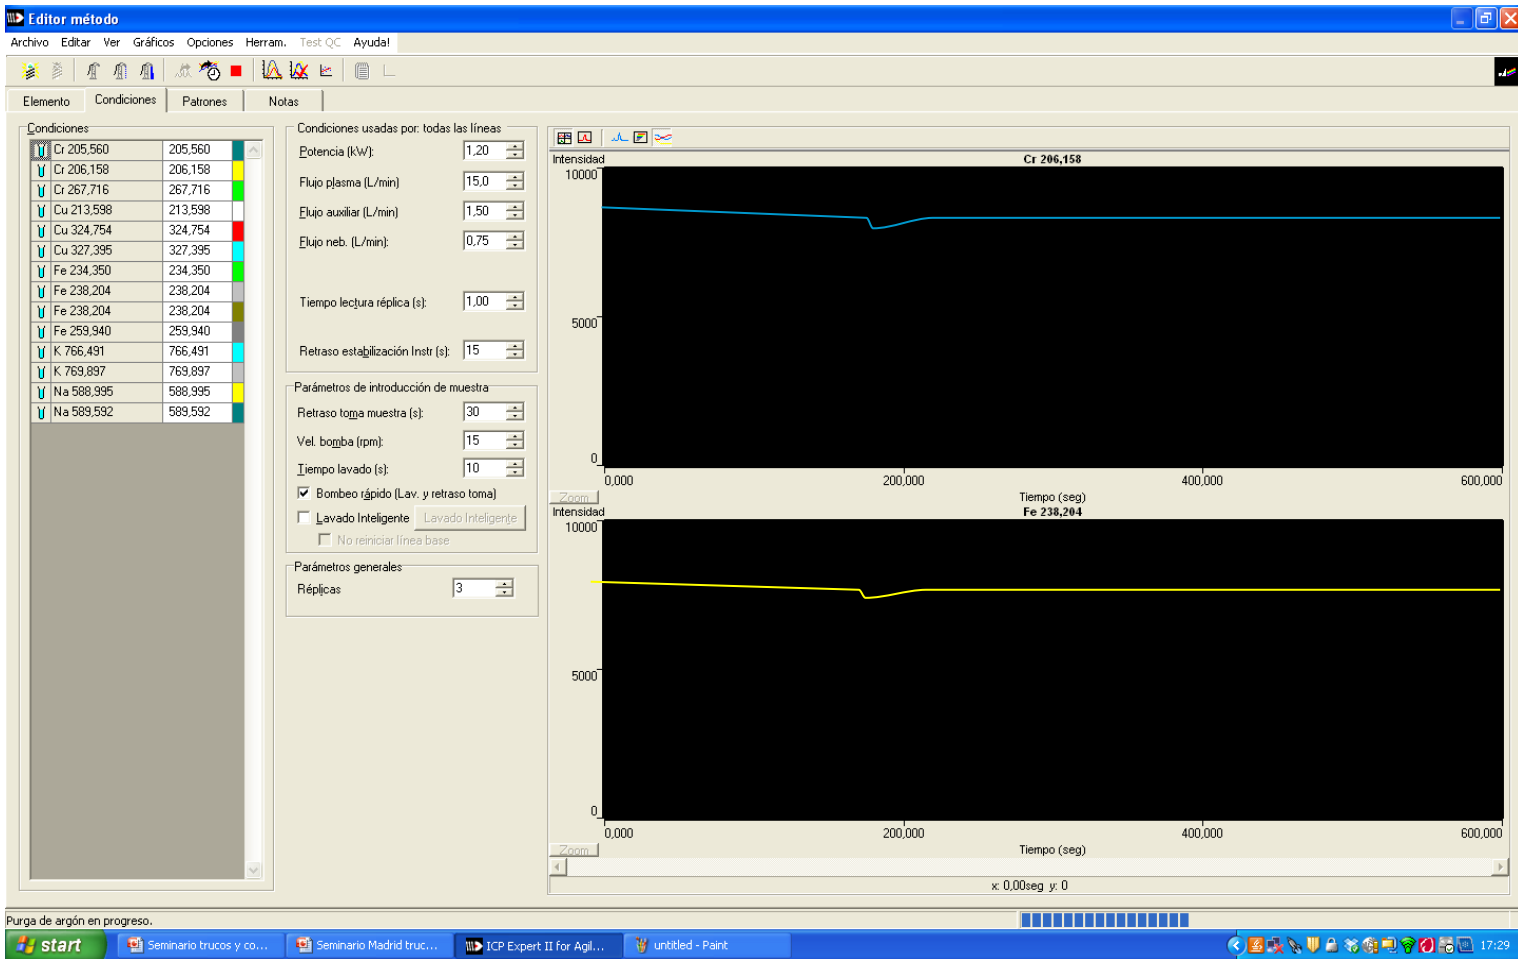 Editor método
Archivo Editar Ver Gráficos Opciones Herram. Test QC Ayuda!
Elemento Condiciones Patrones Notas
Condiciones
Cr 205,560 205,560
Cr 206,158 206,158
Cr 267,716 267,716
Cu 213,598 213,598
Cu 324,754 324,754
Cu 327,395 327,395
Fe 234,350 234,350
Fe 238,204 238,204
Fe 238,204 238,204
Fe 259,940 259,940
K 766,491 766,491
K 769,897 769,897
Na 588,995 588,995
Na 589,592 589,592
Condiciones usadas por: todas las líneas
Potencia (kW): 1,20
Flujo plasma (L/min) 15,0
Flujo auxiliar (L/min) 1,50
Flujo neb. (L/min): 0,75
Tiempo lectura réplica (s): 1,00
Retraso estabilización Instr (s): 15
Parámetros de introducción de muestra
Retraso toma muestra (s): 30
Vel. bomba (rpm): 15
Tiempo lavado (s): 10
Bombeo rápido (Lav. y retraso toma)
Lavado Inteligente Lavado Inteligente
No reiniciar línea base
Parámetros generales
Réplicas 3
Intensidad Cr 206,158
10000
5000
0
0,000 200,000 400,000 600,000
Zoom Tiempo (seg)
Intensidad Fe 238,204
10000
5000
0
0,000 200,000 400,000 600,000
Zoom Tiempo (seg)
x: 0,00seg y: 0
Purga de argón en progreso.
start Seminario trucos y co... Seminario Madrid truc... ICP Expert II for Agil... untitled - Paint 17:29